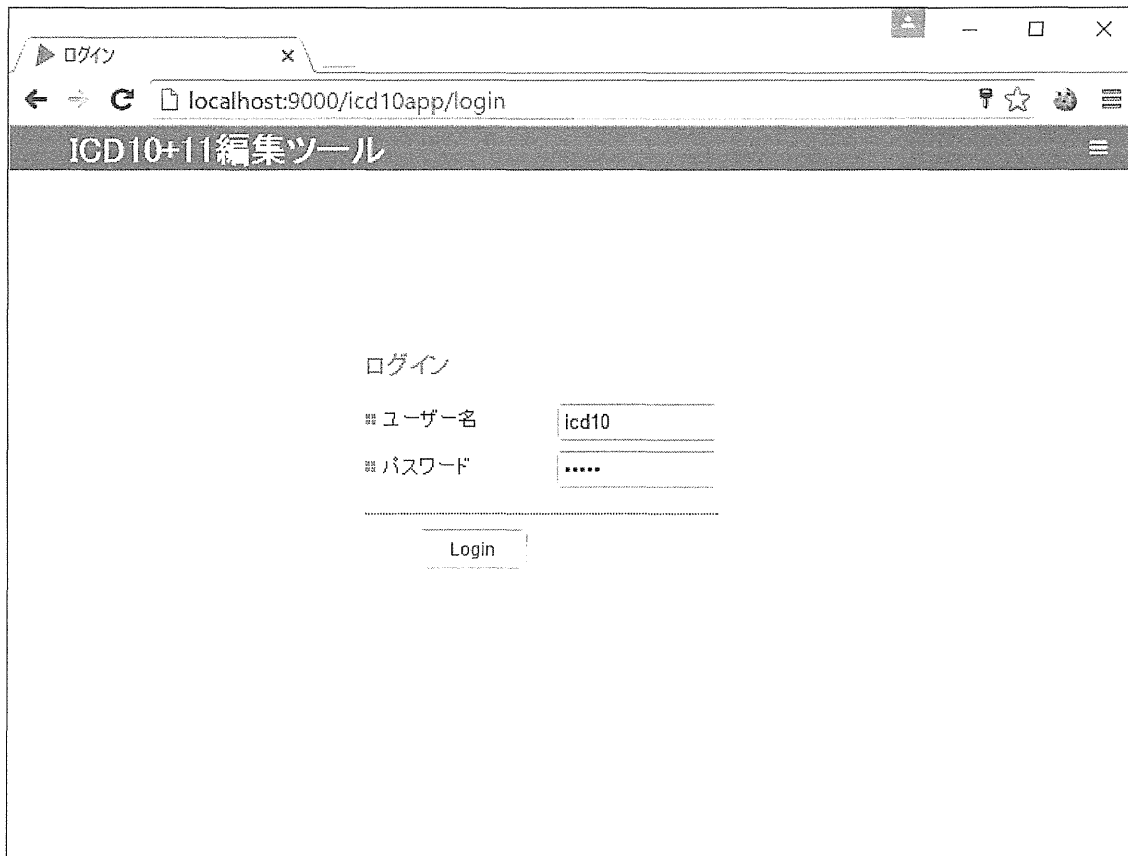 ログイン
localhost:9000/icd10app/login
ICD10+11編集ツール
ログイン
ユーザー名 icd10
パスワード •••••
Login